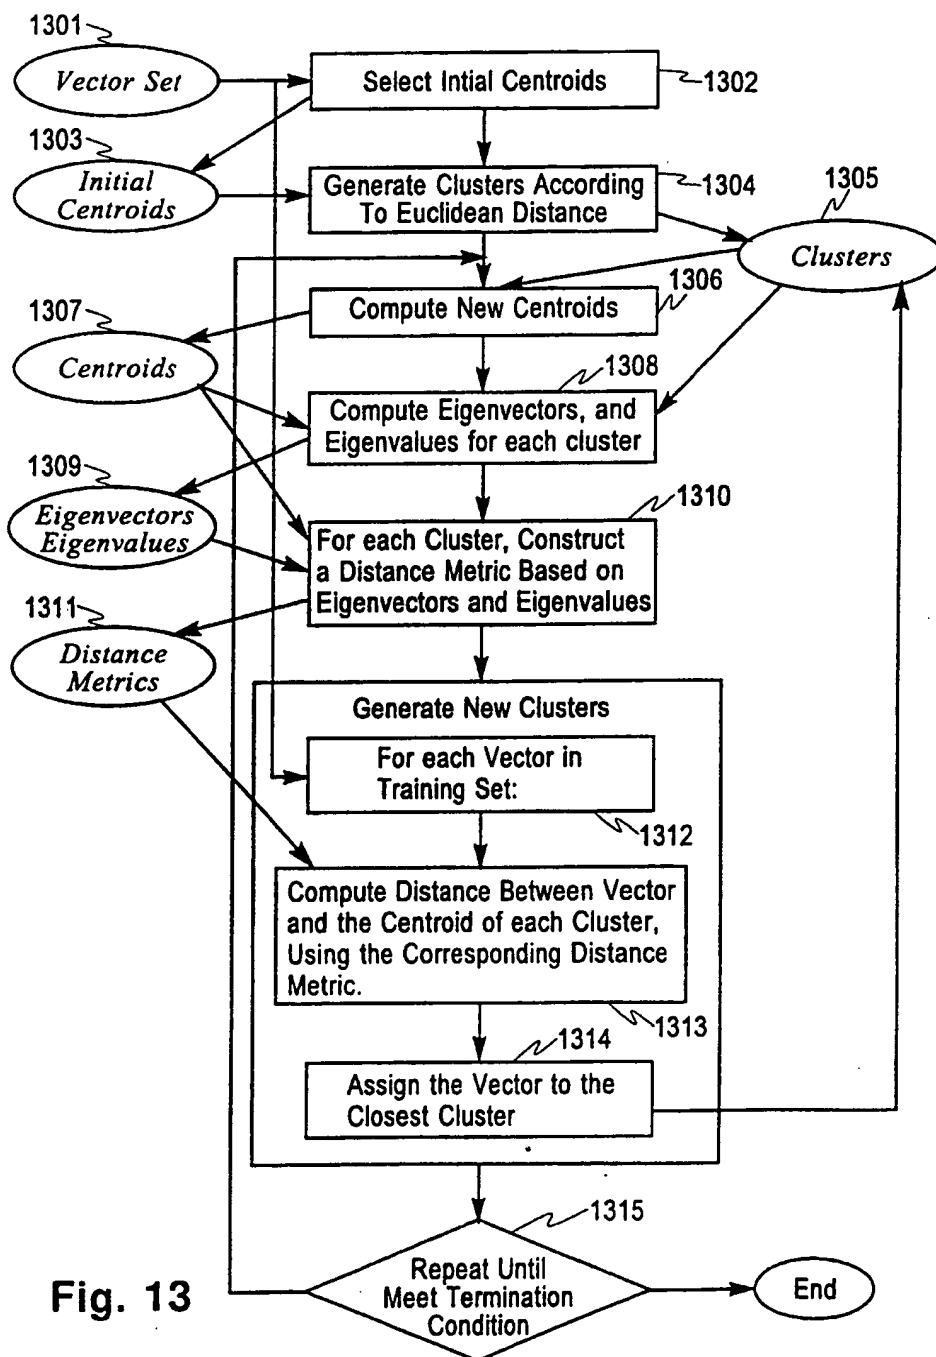 1301
Vector Set
Select Intial Centroids
1302
1303
Initial
Centroids
Generate Clusters According
To Euclidean Distance
1304
1305
Clusters
1307
Centroids
Compute New Centroids
1306
1308
Compute Eigenvectors, and
Eigenvalues for each cluster
1309
Eigenvectors
Eigenvalues
1310
For each Cluster, Construct
a Distance Metric Based on
Eigenvectors and Eigenvalues
1311
Distance
Metrics
Generate New Clusters
For each Vector in
Training Set:
1312
Compute Distance Between Vector
and the Centroid of each Cluster,
Using the Corresponding Distance
Metric.
1313
1314
Assign the Vector to the
Closest Cluster
1315
Repeat Until
Meet Termination
Condition
End
Fig. 13